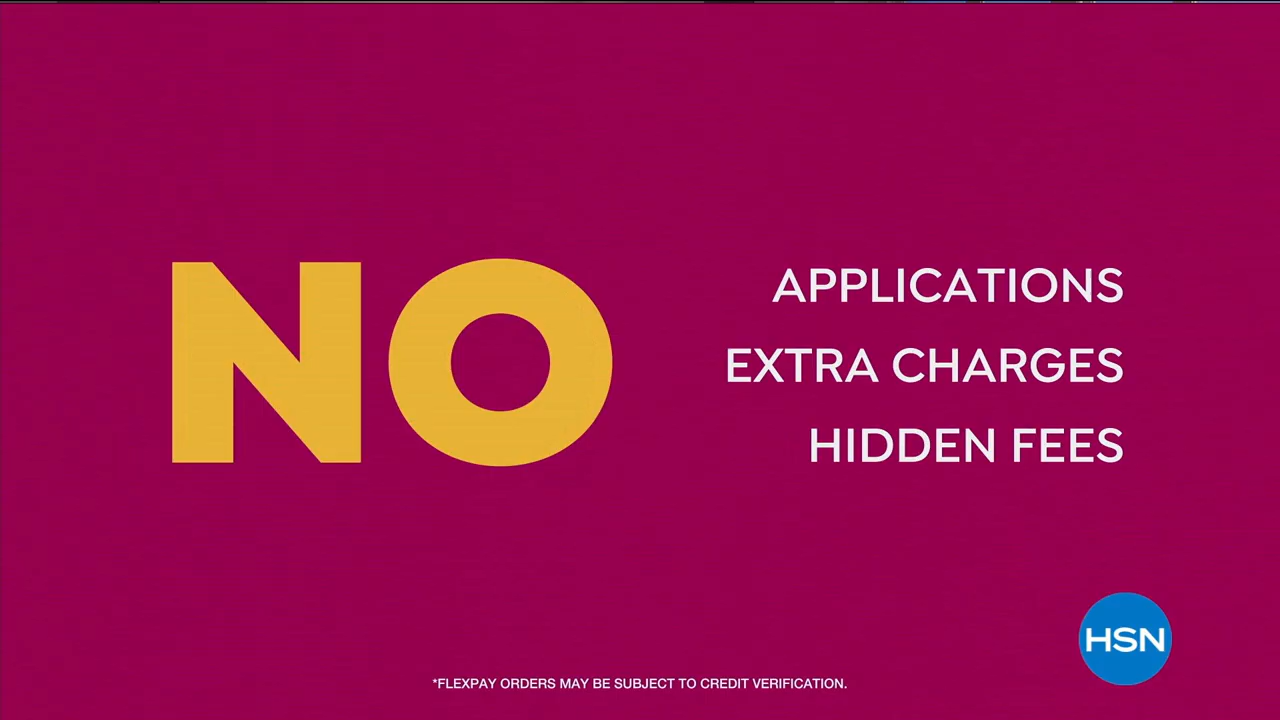 NO
APPLICATIONS
EXTRA CHARGES
HIDDEN FEES
HSN
*FLEXPAY ORDERS MAY BE SUBJECT TO CREDIT VERIFICATION.